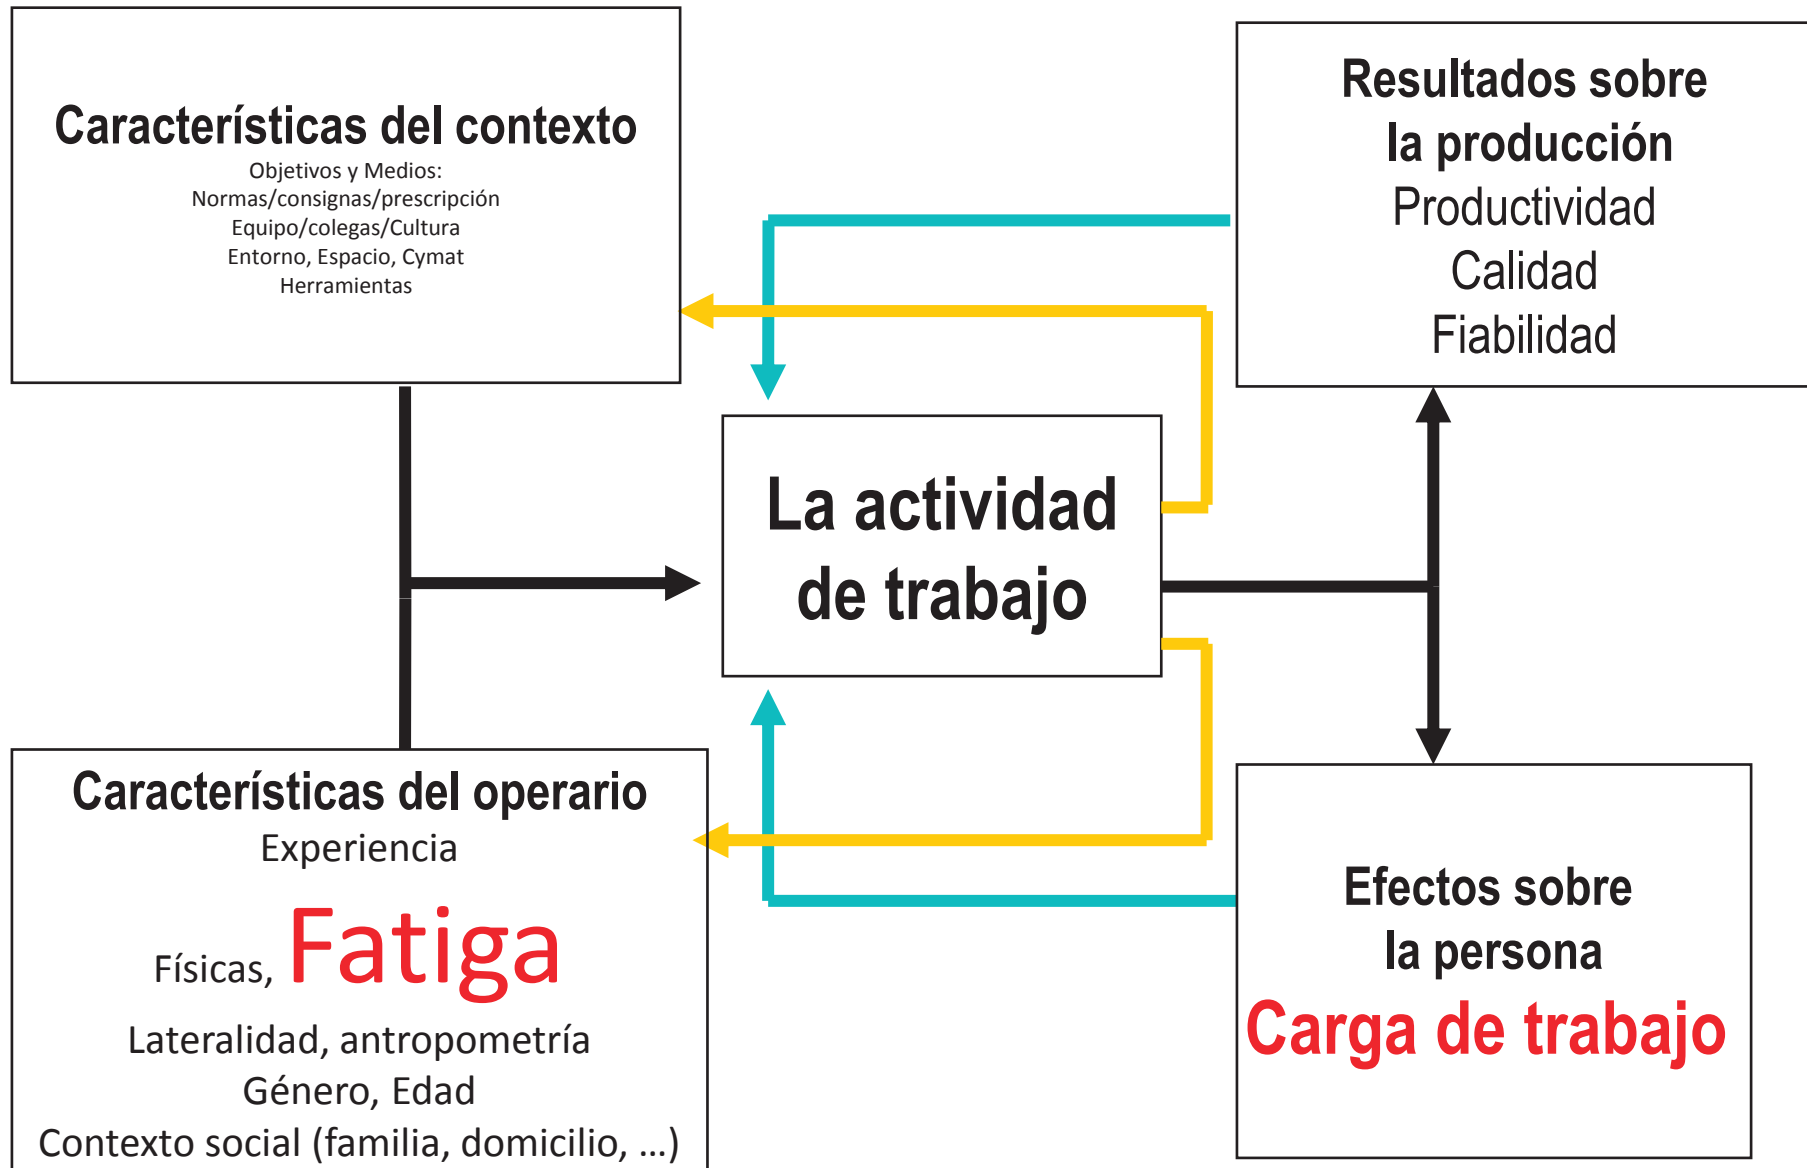 Características del contexto
Objetivos y Medios:
Normas/consignas/prescripción
Equipo/colegas/Cultura
Entorno, Espacio, Cymat
Herramientas
Resultados sobre
la producción
Productividad
Calidad
Fiabilidad
La actividad
de trabajo
Características del operario
Experiencia
Físicas, Fatiga
Lateralidad, antropometría
Género, Edad
Contexto social (familia, domicilio, ...)
Efectos sobre
la persona
Carga de trabajo